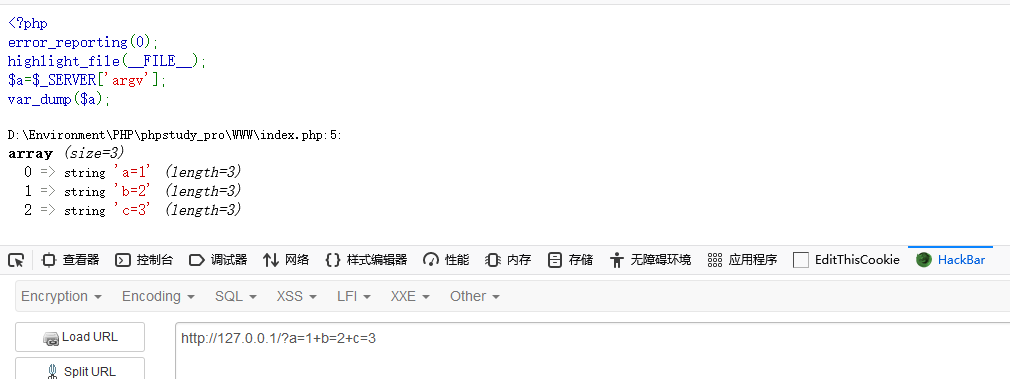 <?php
error_reporting(0);
highlight_file(__FILE__);
$a=$_SERVER['argv'];
var_dump($a);
D:\Environment\PHP\phpstudy_pro\WWW\index.php:5:
array (size=3)
0 => string 'a=1' (length=3)
1 => string 'b=2' (length=3)
2 => string 'c=3' (length=3)
查看器 控制台 调试器 网络 {} 样式编辑器 性能 内存 存储 无障碍环境 应用程序 EditThisCookie HackBar
Encryption Encoding SQL XSS LFI XXE Other
Load URL http://127.0.0.1/?a=1+b=2+c=3
Split URL